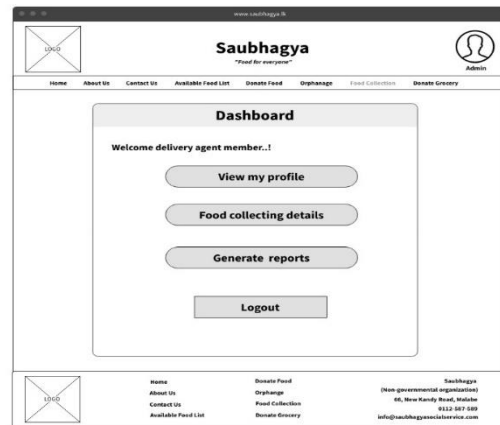 www.saubhagya.lk
LOGO
Saubhagya
"Food for everyone"
Admin
Home About Us Contact Us Available Food List Donate Food Orphanage Food Collection Donate Grocery
Dashboard
Welcome delivery agent member..!
View my profile
Food collecting details
Generate reports
Logout
LOGO
Home
About Us
Contact Us
Available Food List
Donate Food
Orphange
Food Collection
Donate Grocery
Saubhagya
(Non-governmental organization)
66, New Kandy Road, Malabe
0112-587-589
info@saubhagyasocialservice.com